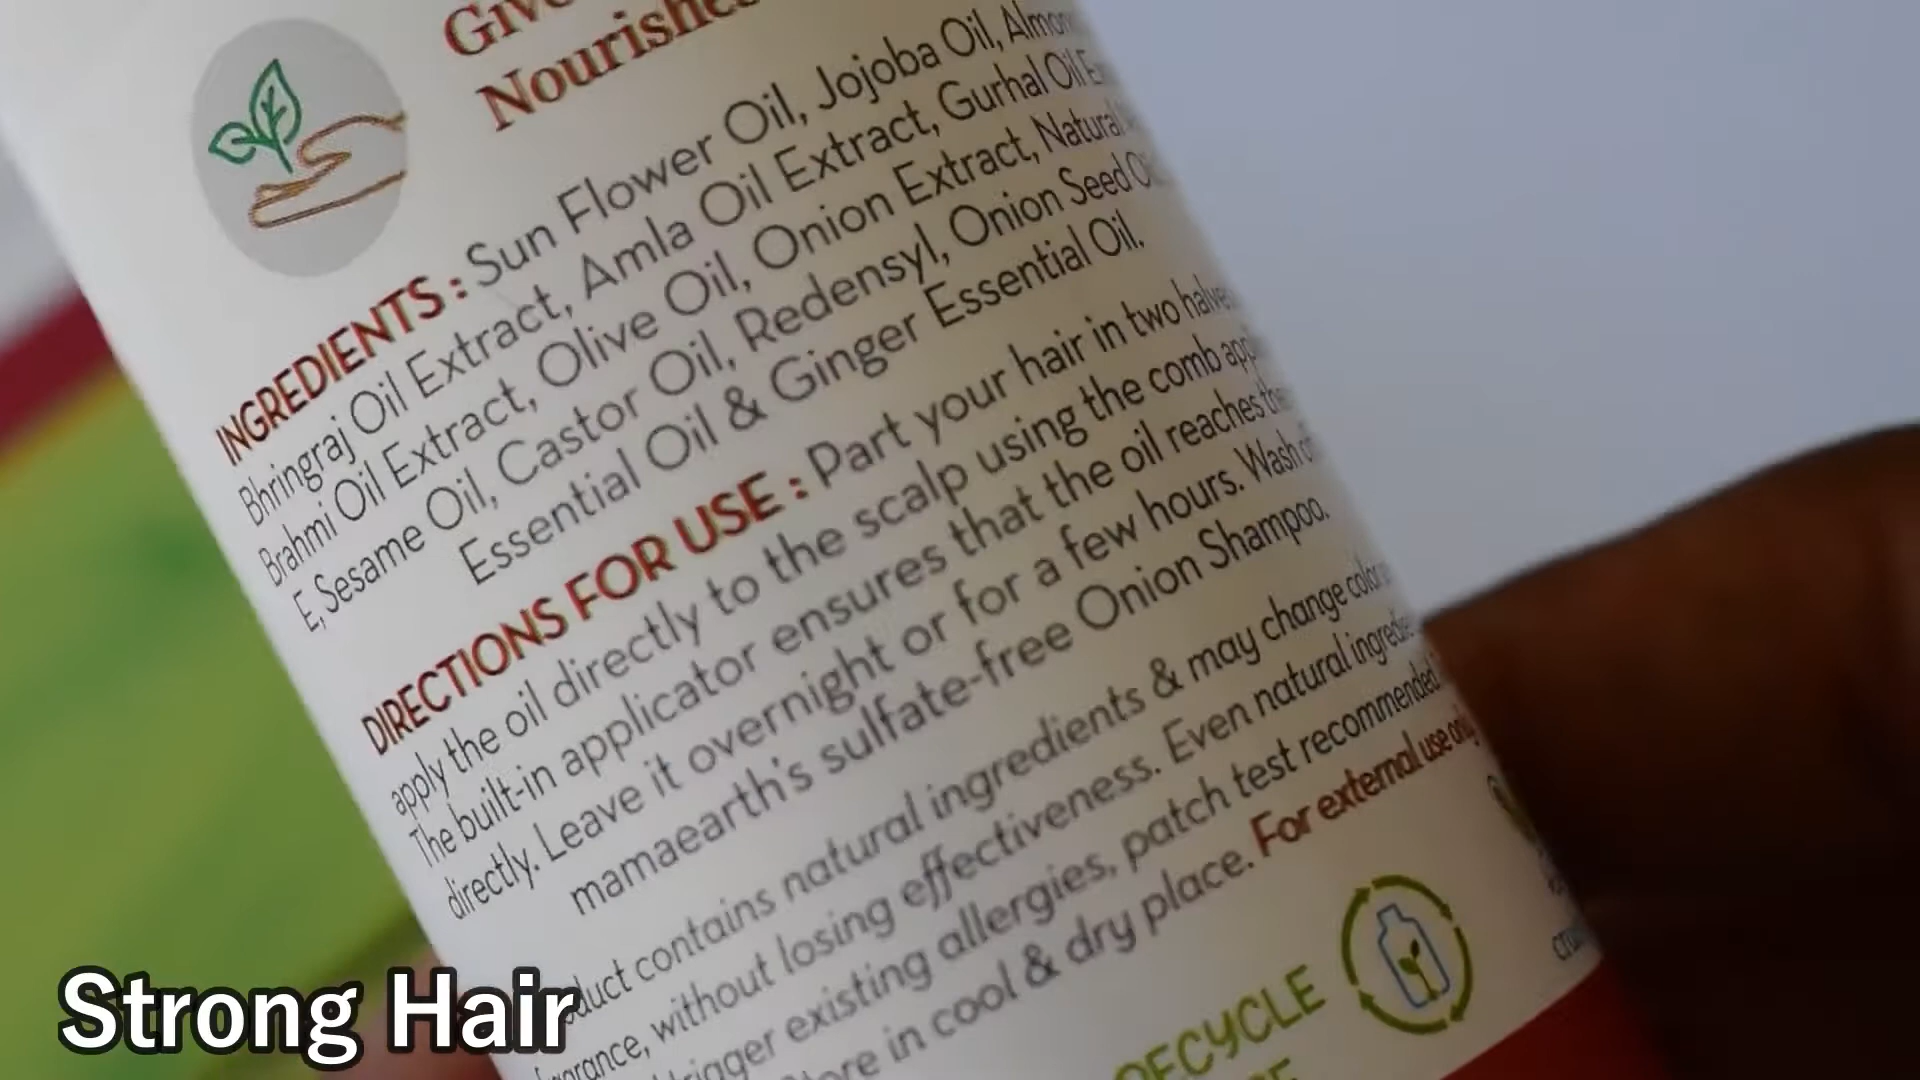 Nourishes
INGREDIENTS : Sun Flower Oil, Jojoba Oil,
Bhringraj Oil Extract, Amla Oil Extract, Gurhal Oil
Brahmi Oil Extract, Olive Oil, Onion Extract, Natural
E, Sesame Oil, Castor Oil, Redensyl, Onion Seed
Essential Oil & Ginger Essential Oil.
DIRECTIONS FOR USE : Part your hair in two halves
apply the oil directly to the scalp using the comb
The built-in applicator ensures that the oil reaches the
directly. Leave it overnight or for a few hours. Wash
mamaearth's sulfate-free Onion Shampoo.
contains natural ingredients & may change color
without losing effectiveness. Even natural
existing allergies, patch test recommended
in cool & dry place. For external use only
RECYCLE
Strong Hair